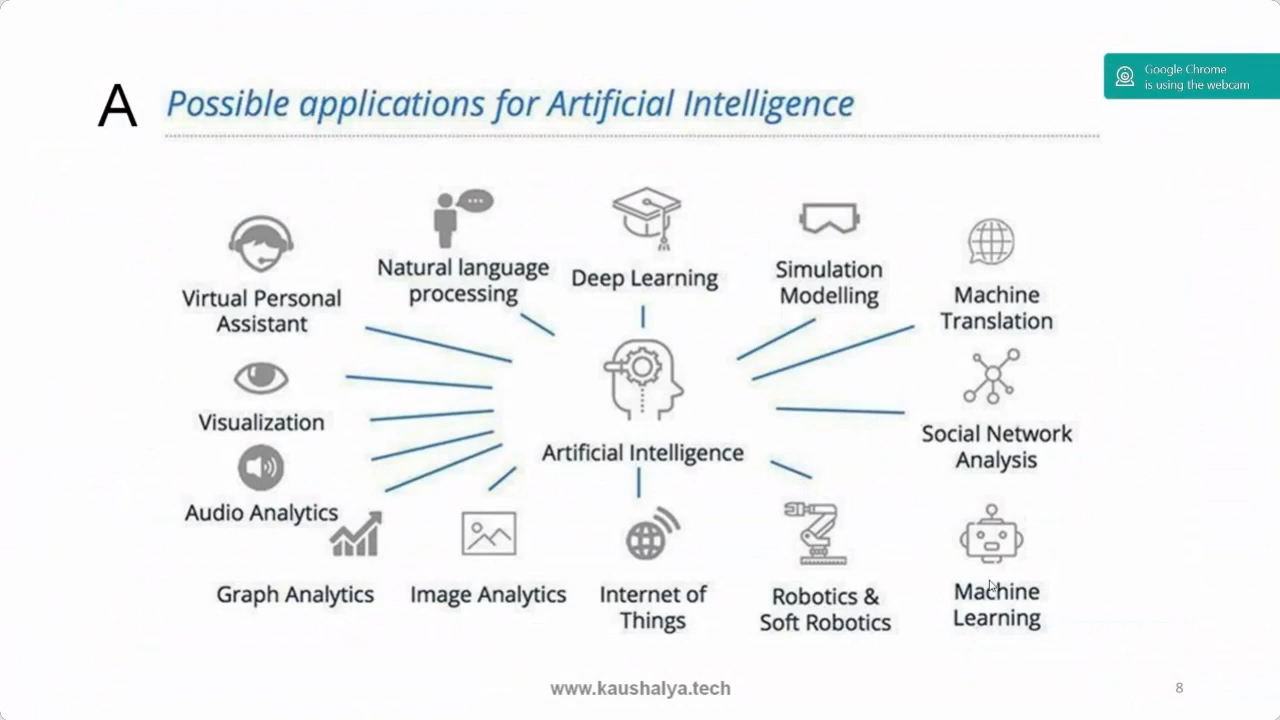 A
Possible applications for Artificial Intelligence
Google Chrome
is using the webcam
Virtual Personal
Assistant
Natural language
processing
Deep Learning
Simulation
Modelling
Machine
Translation
Visualization
Social Network
Analysis
Artificial Intelligence
Audio Analytics
Graph Analytics
Image Analytics
Internet of
Things
Robotics &
Soft Robotics
Machine
Learning
www.kaushalya.tech
8